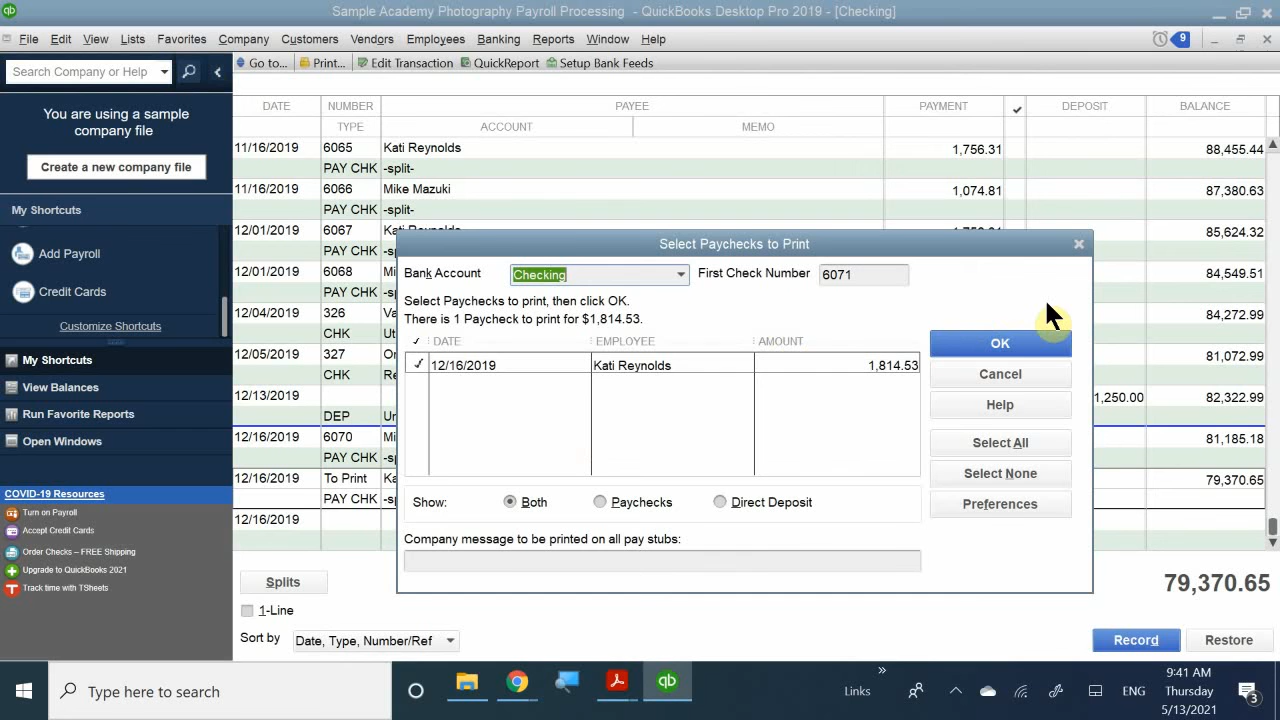 Sample Academy Photography Payroll Processing - QuickBooks Desktop Pro 2019 - [Checking]
File Edit View Lists Favorites Company Customers Vendors Employees Banking Reports Window Help 9
Search Company or Help
Go to... Print... Edit Transaction QuickReport Setup Bank Feeds
You are using a sample
company file
Create a new company file
My Shortcuts
Add Payroll
Credit Cards
Customize Shortcuts
My Shortcuts
View Balances
Run Favorite Reports
Open Windows
COVID-19 Resources
Turn on Payroll
Accept Credit Cards
Order Checks – FREE Shipping
Upgrade to QuickBooks 2021
Track time with TSheets
DATE NUMBER PAYEE PAYMENT ✓ DEPOSIT BALANCE
TYPE ACCOUNT MEMO
11/16/2019 6065 Kati Reynolds 1,756.31 88,455.44
PAY CHK -split-
11/16/2019 6066 Mike Mazuki 1,074.81 87,380.63
PAY CHK -split-
12/01/2019 6067 85,624.32
PAY CHK
12/01/2019 6068 84,549.51
PAY CHK
12/04/2019 326 84,272.99
CHK
12/05/2019 327 81,072.99
CHK
12/13/2019 1,250.00 82,322.99
DEP
12/16/2019 6070 81,185.18
PAY CHK
12/16/2019 To Print 79,370.65
PAY CHK
12/16/2019
Select Paychecks to Print
Bank Account Checking First Check Number 6071
Select Paychecks to print, then click OK.
There is 1 Paycheck to print for $1,814.53.
✓ DATE EMPLOYEE AMOUNT
✓ 12/16/2019 Kati Reynolds 1,814.53
OK
Cancel
Help
Select All
Select None
Preferences
Show: Both Paychecks Direct Deposit
Company message to be printed on all pay stubs:
Splits
1-Line
Sort by Date, Type, Number/Ref
79,370.65
Record Restore
Type here to search
qb
Links
ENG
9:41 AM
Thursday
5/13/2021
3